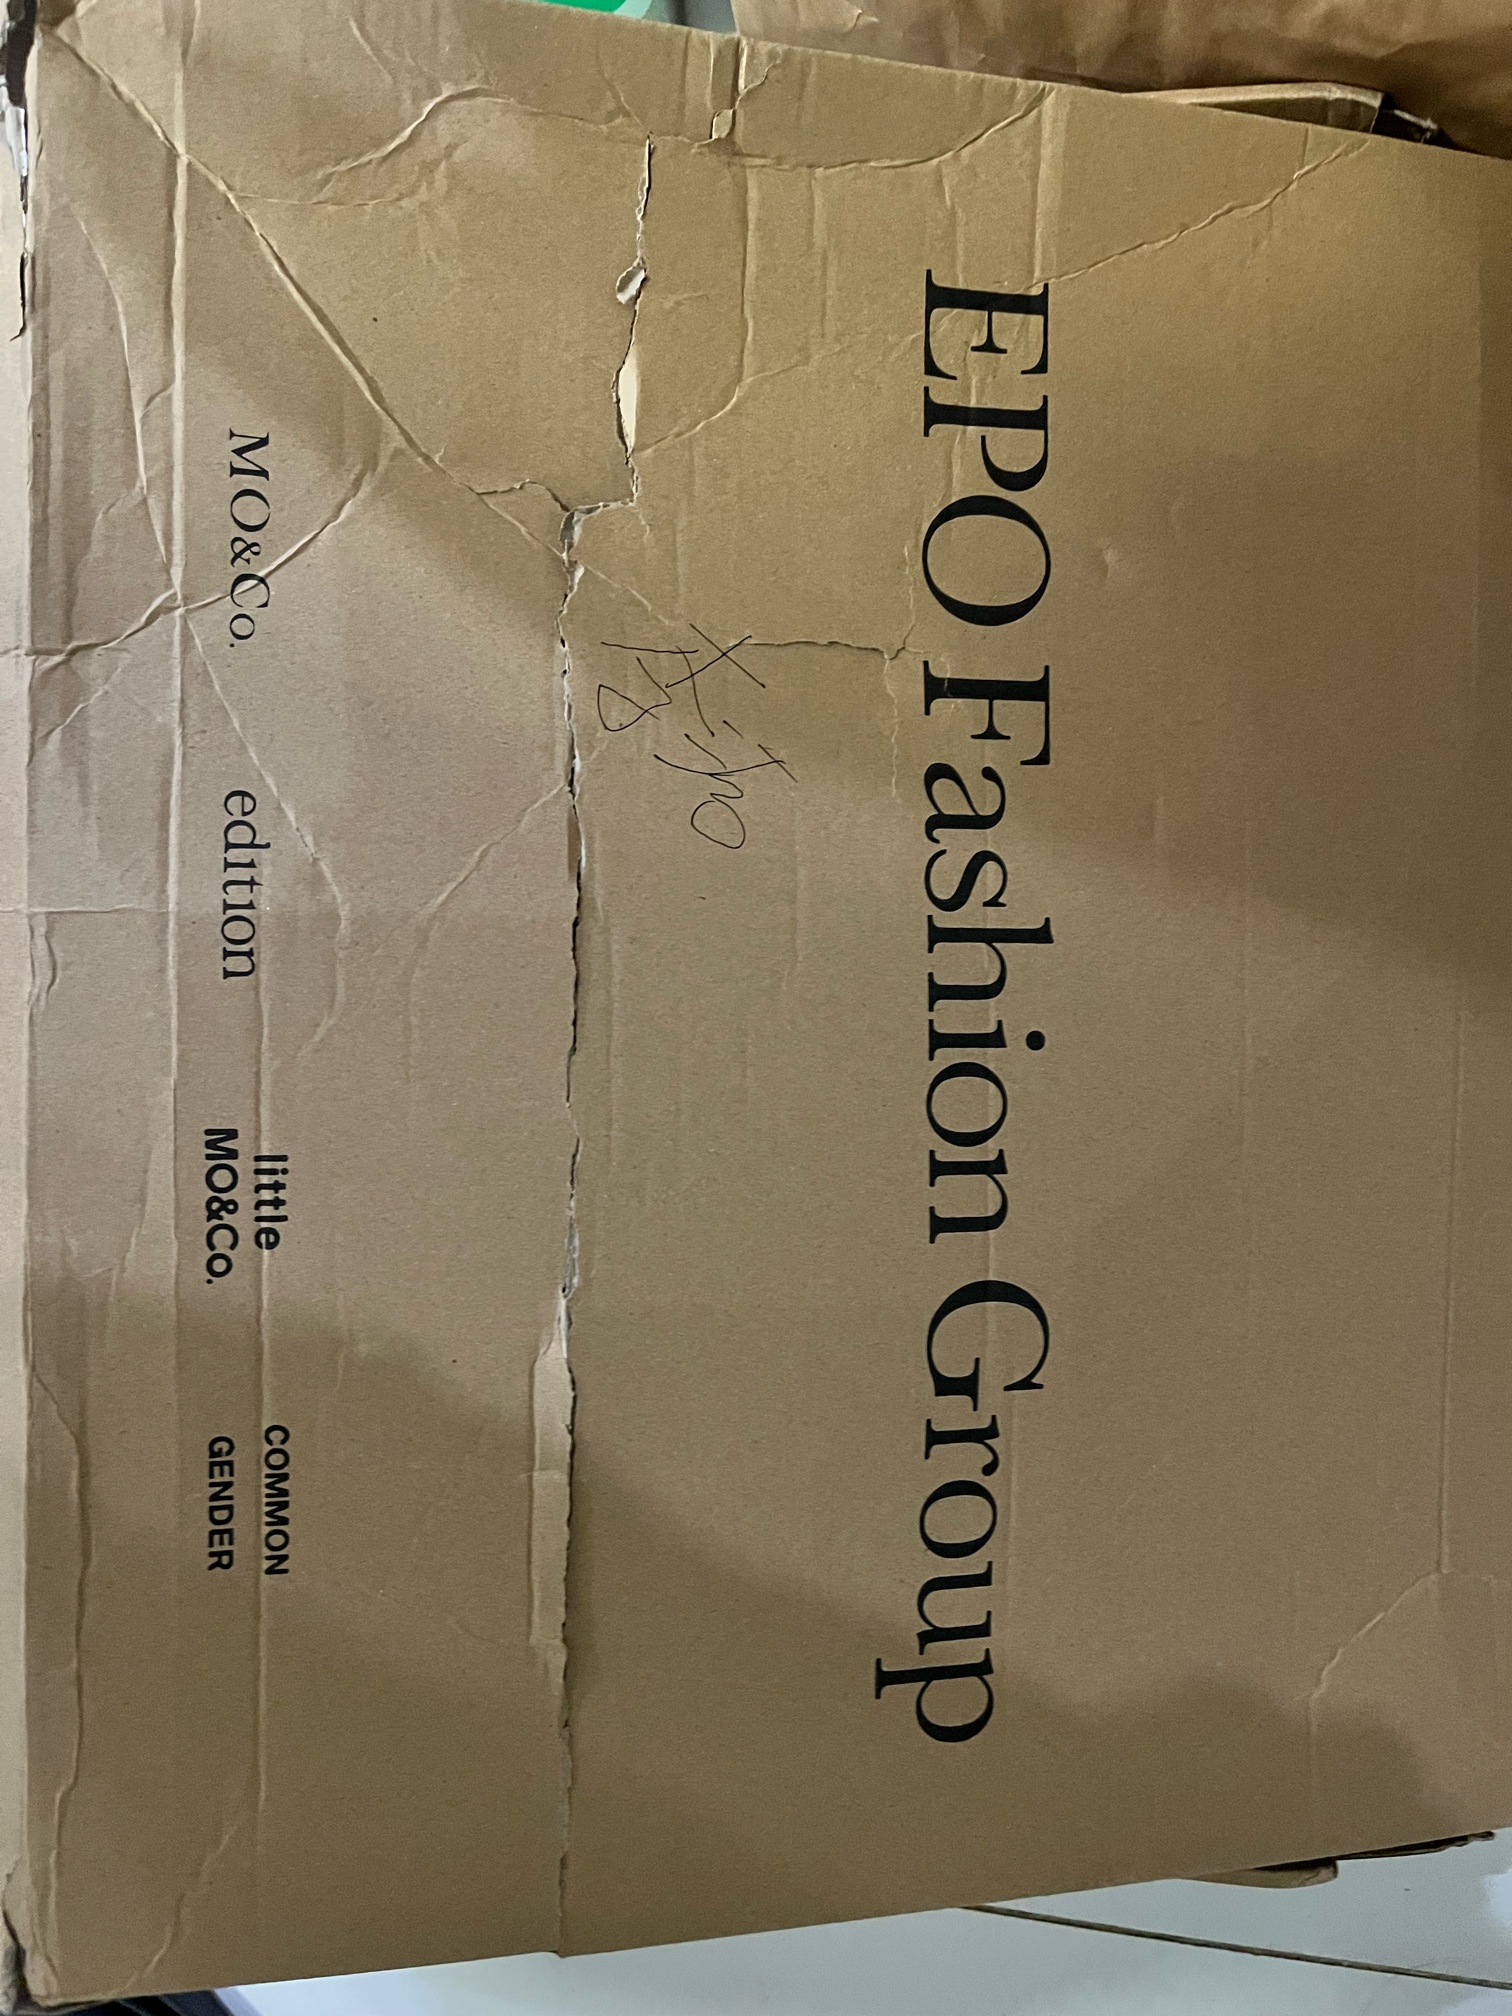 EPO Fashion Group
MO&Co. edition little MO&Co. COMMON GENDER